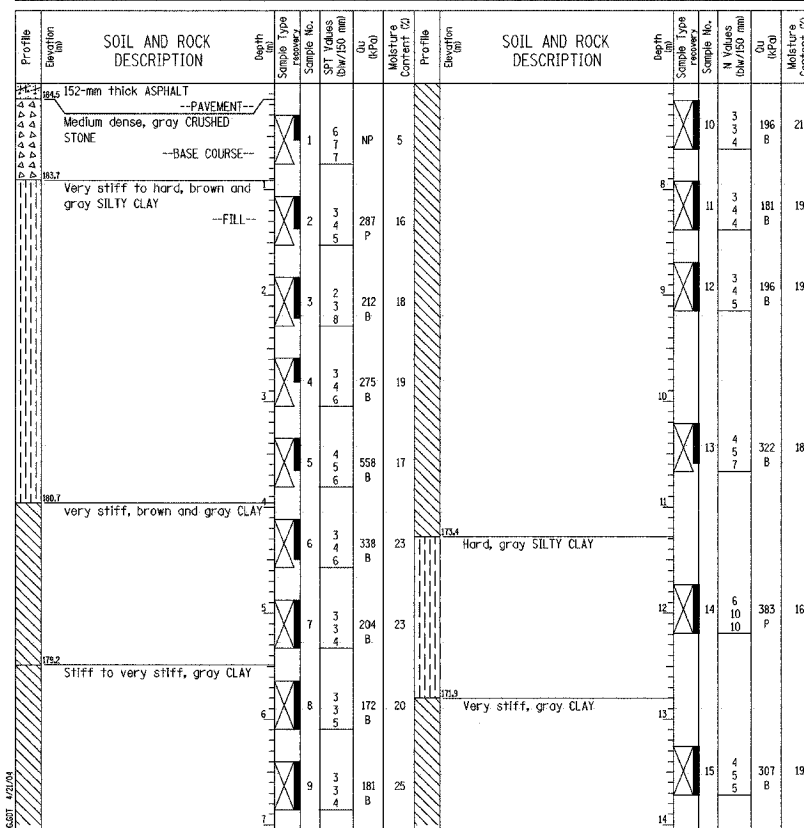 Profile
Elevation (m)
SOIL AND ROCK DESCRIPTION
Depth (m)
Sample Type
recovery
Sample No.
SPT Values (blw/150 mm)
Qu (kPa)
Moisture Content (%)
184.5 152-mm thick ASPHALT
--PAVEMENT--
Medium dense, gray CRUSHED
STONE
--BASE COURSE--
1
6
7
7
NP
5
183.7
Very stiff to hard, brown and
gray SILTY CLAY
--FILL--
1
2
3
4
5
287
P
16
2
3
2
3
8
212
B
18
3
4
3
4
6
275
B
19
5
4
5
6
558
B
17
180.7
very stiff, brown and gray CLAY
4
6
3
4
6
338
B
23
5
7
3
3
4
204
B
23
179.2
Stiff to very stiff, gray CLAY
6
8
3
3
5
172
B
20
7
9
3
3
4
181
B
25
4/21/04
Profile
Elevation (m)
SOIL AND ROCK DESCRIPTION
Depth (m)
Sample Type
recovery
Sample No.
N Values (blw/150 mm)
Qu (kPa)
Moisture
10
3
3
4
196
B
21
8
11
3
4
4
181
B
19
9
12
3
4
5
196
B
19
10
13
4
5
7
322
B
18
11
173.4
Hard, gray SILTY CLAY
12
14
6
10
10
383
P
16
171.9
Very stiff, gray CLAY
13
15
4
5
5
307
B
19
14